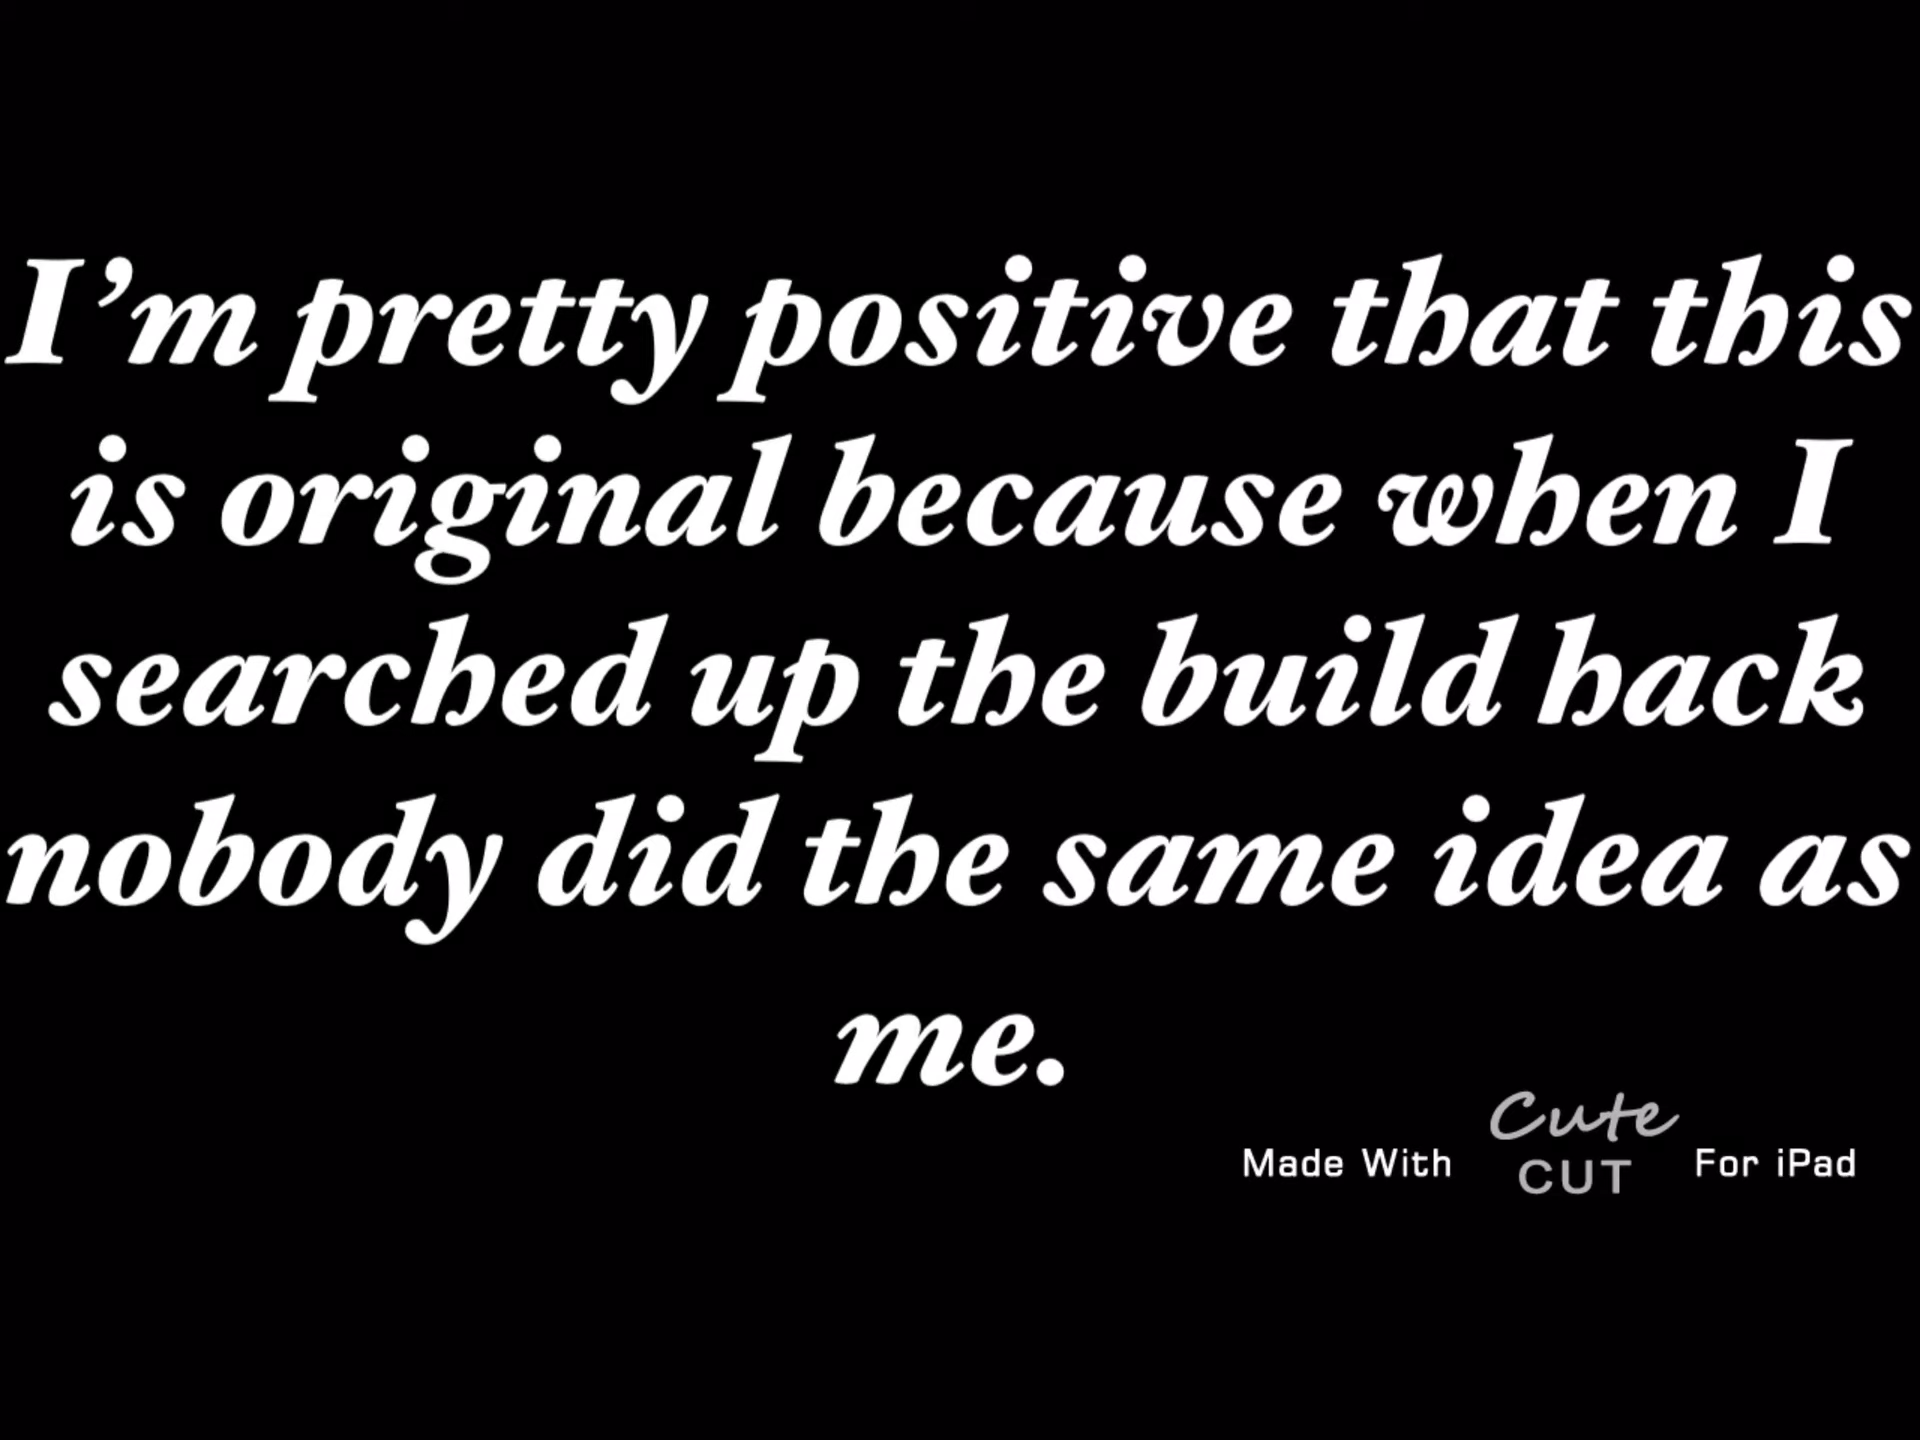 I’m pretty positive that this
is original because when I
searched up the build hack
nobody did the same idea as
me.
Made With Cute CUT For iPad